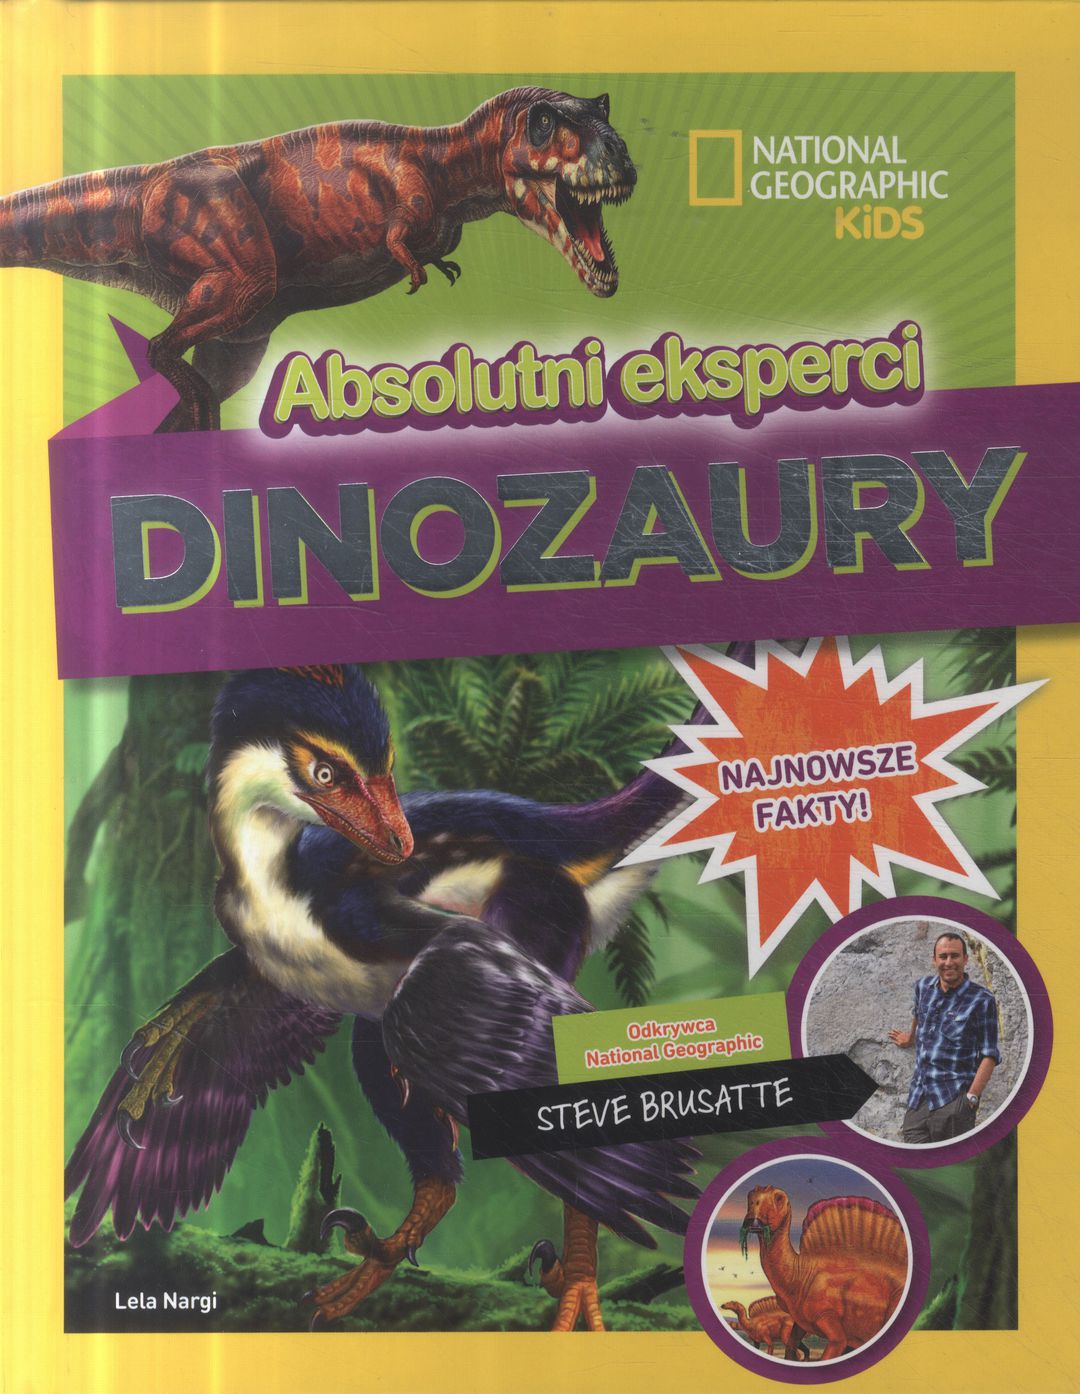 NATIONAL
GEOGRAPHIC
KiDS
Absolutni eksperci
DINOZAURY
NAJNOWSZE
FAKTY!
Odkrywca
National Geographic
STEVE BRUSATTE
Lela Nargi